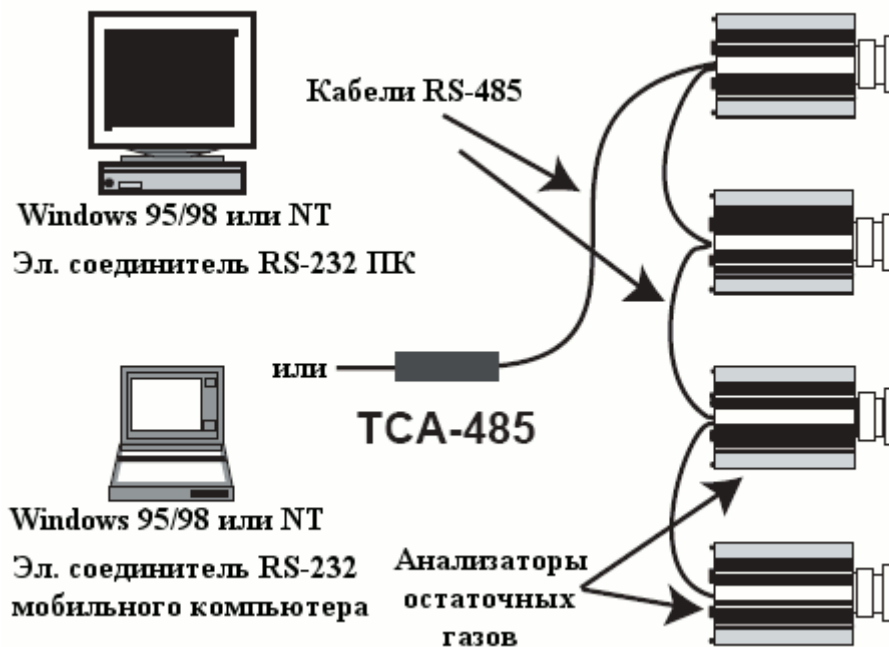 Кабели RS-485
Windows 95/98 или NT
Эл. соединитель RS-232 ПК
или
TCA-485
Windows 95/98 или NT
Эл. соединитель RS-232
мобильного компьютера
Анализаторы
остаточных
газов